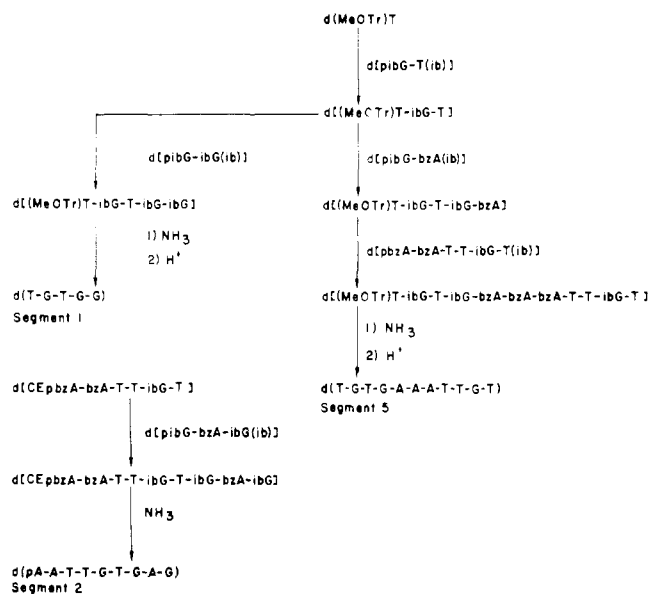 d(MeOTr)T
d[pibG-T(ib)]
d[(MeOTr)T-ibG-T]
d[pibG-ibG(ib)]
d[pibG-bzA(ib)]
d[(MeOTr)T-ibG-T-ibG-ibG]
d[(MeOTr)T-ibG-T-ibG-bzA]
1) NH₃
2) H⁺
d[pbzA-bzA-T-T-ibG-T(ib)]
d(T-G-T-G-G)
Segment 1
d[(MeOTr)T-ibG-T-ibG-bzA-bzA-bzA-T-T-ibG-T]
1) NH₃
2) H⁺
d[CEpbzA-bzA-T-T-ibG-T]
d(T-G-T-G-A-A-A-T-T-G-T)
Segment 5
d[pibG-bzA-ibG(ib)]
d[CEpbzA-bzA-T-T-ibG-T-ibG-bzA-ibG]
NH₃
d(pA-A-T-T-G-T-G-A-G)
Segment 2